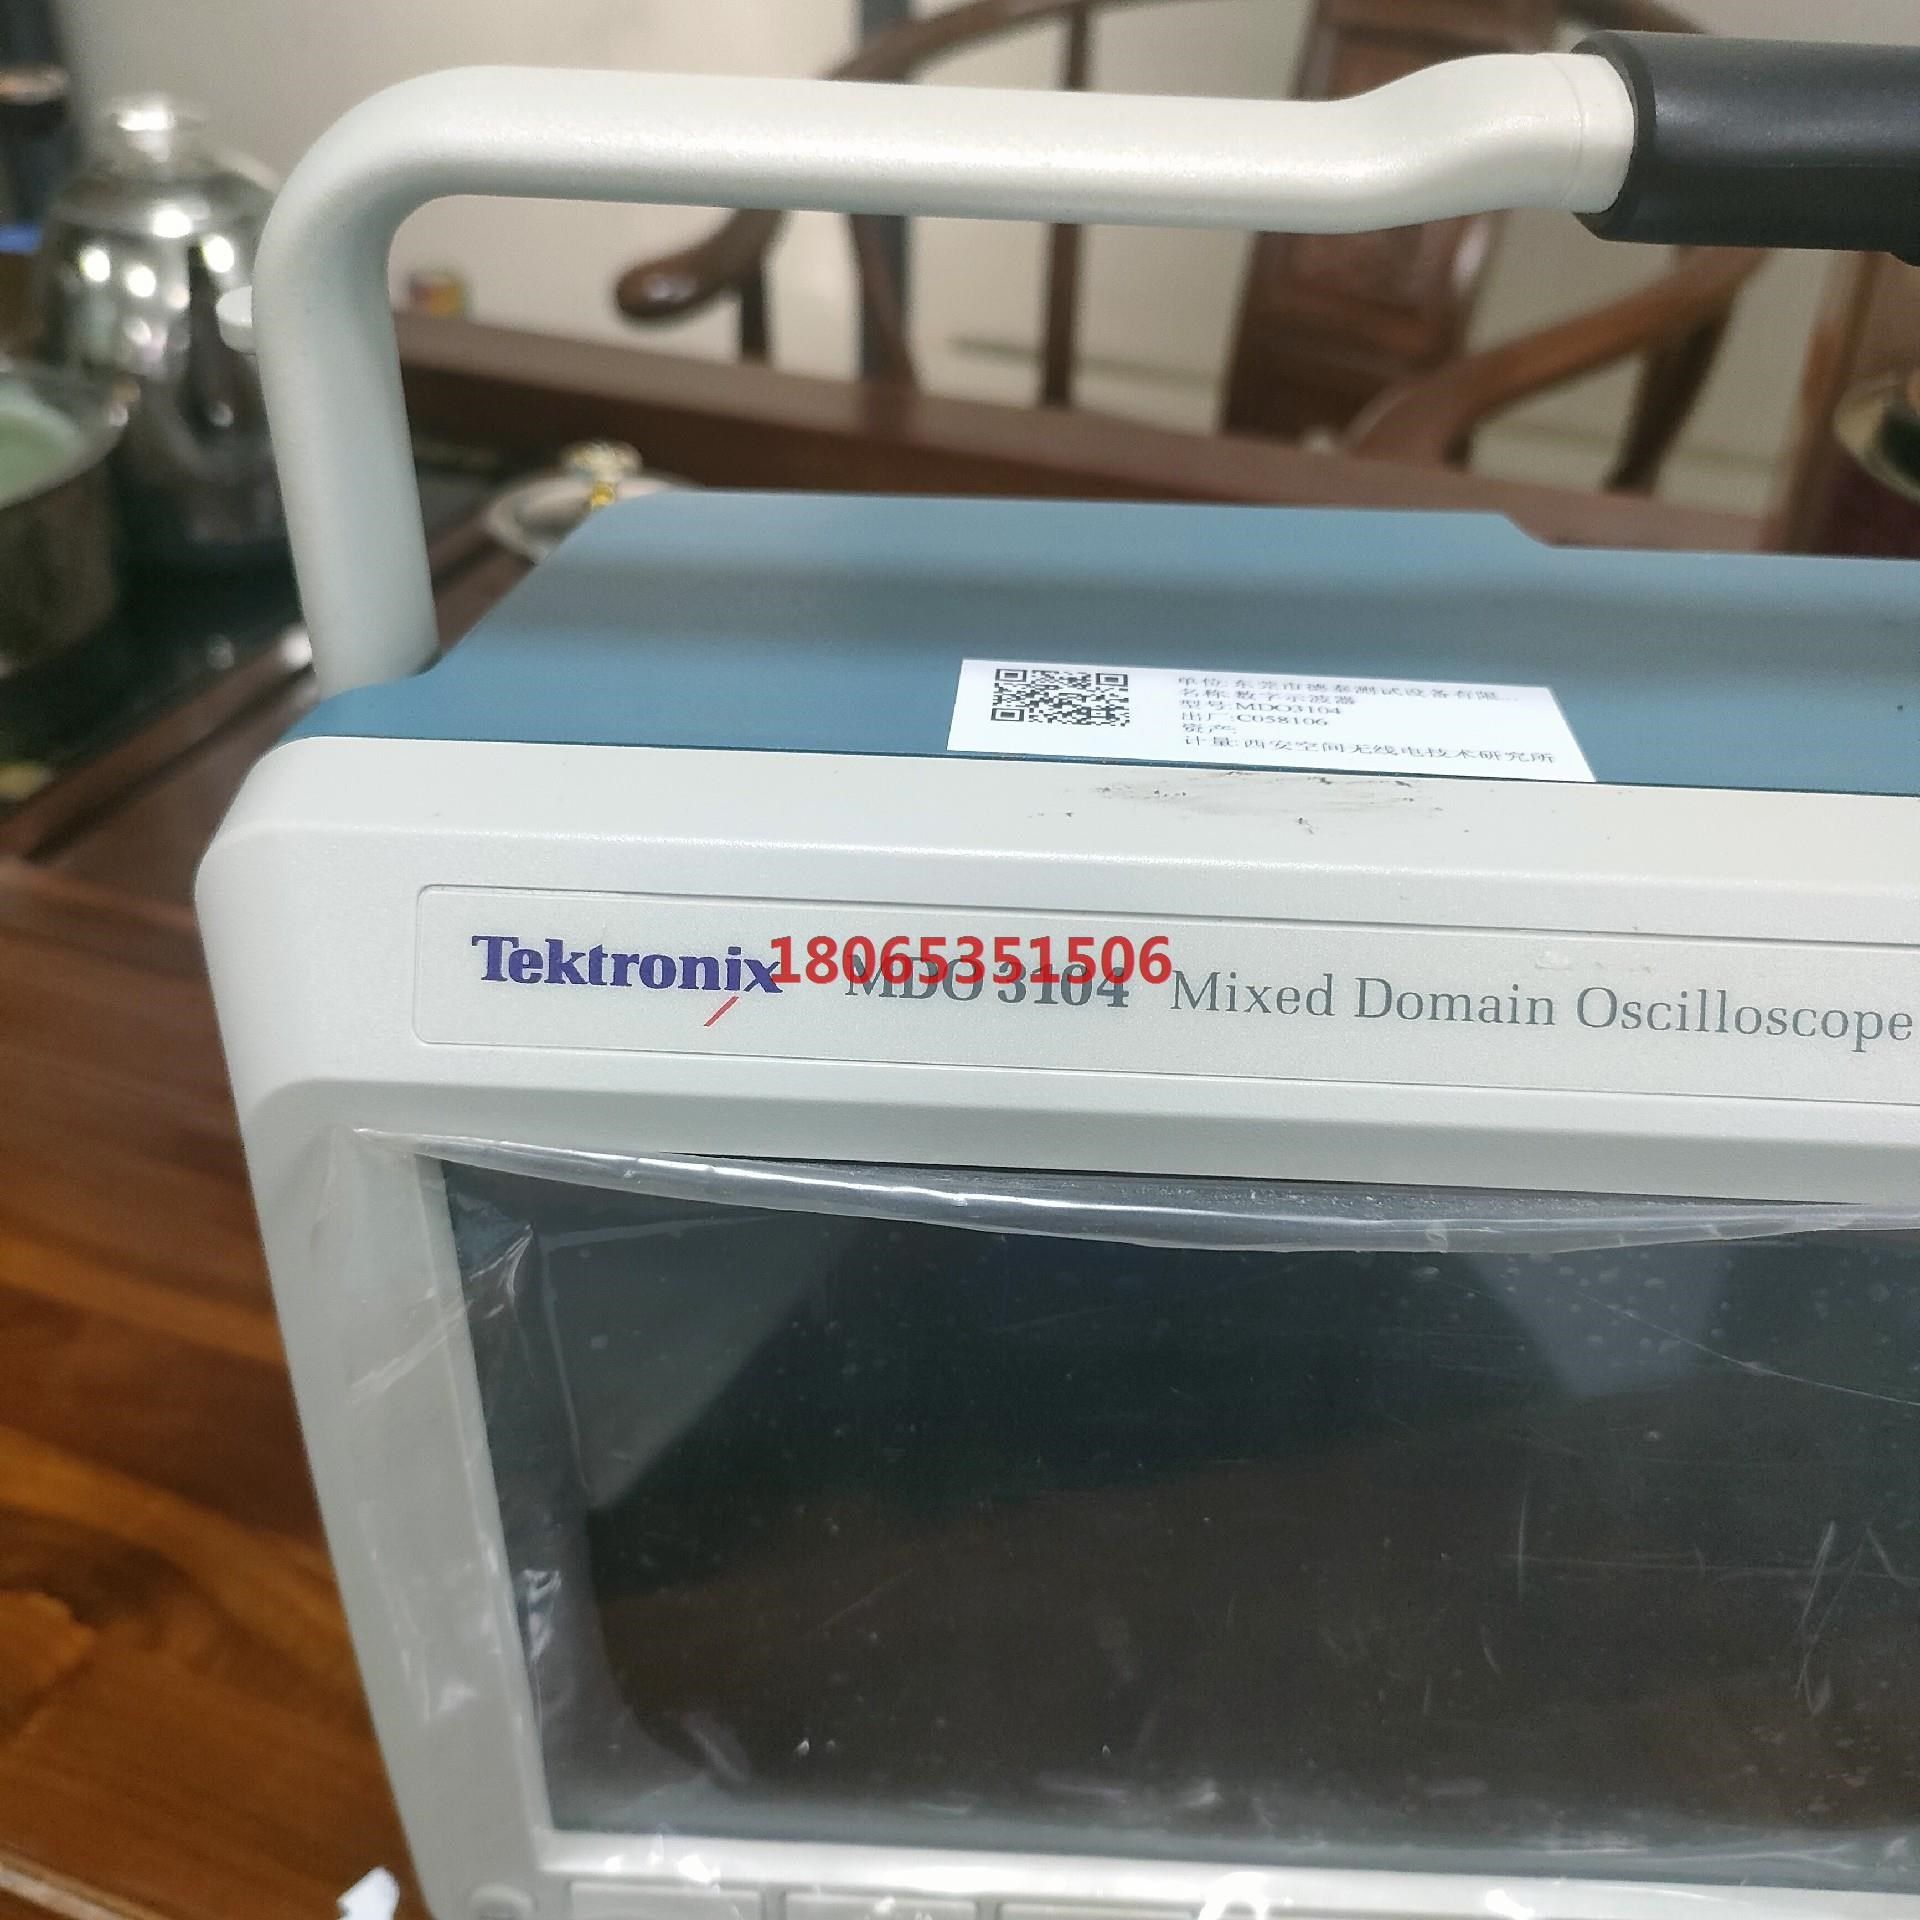 单位:东莞市德泰测试设备有限...
名称:数字示波器
型号:MDO3104
出厂:C058106
资产:
计量:西安空间无线电技术研究所
Tektronix 18065351506 MDO 3104 Mixed Domain Oscilloscope